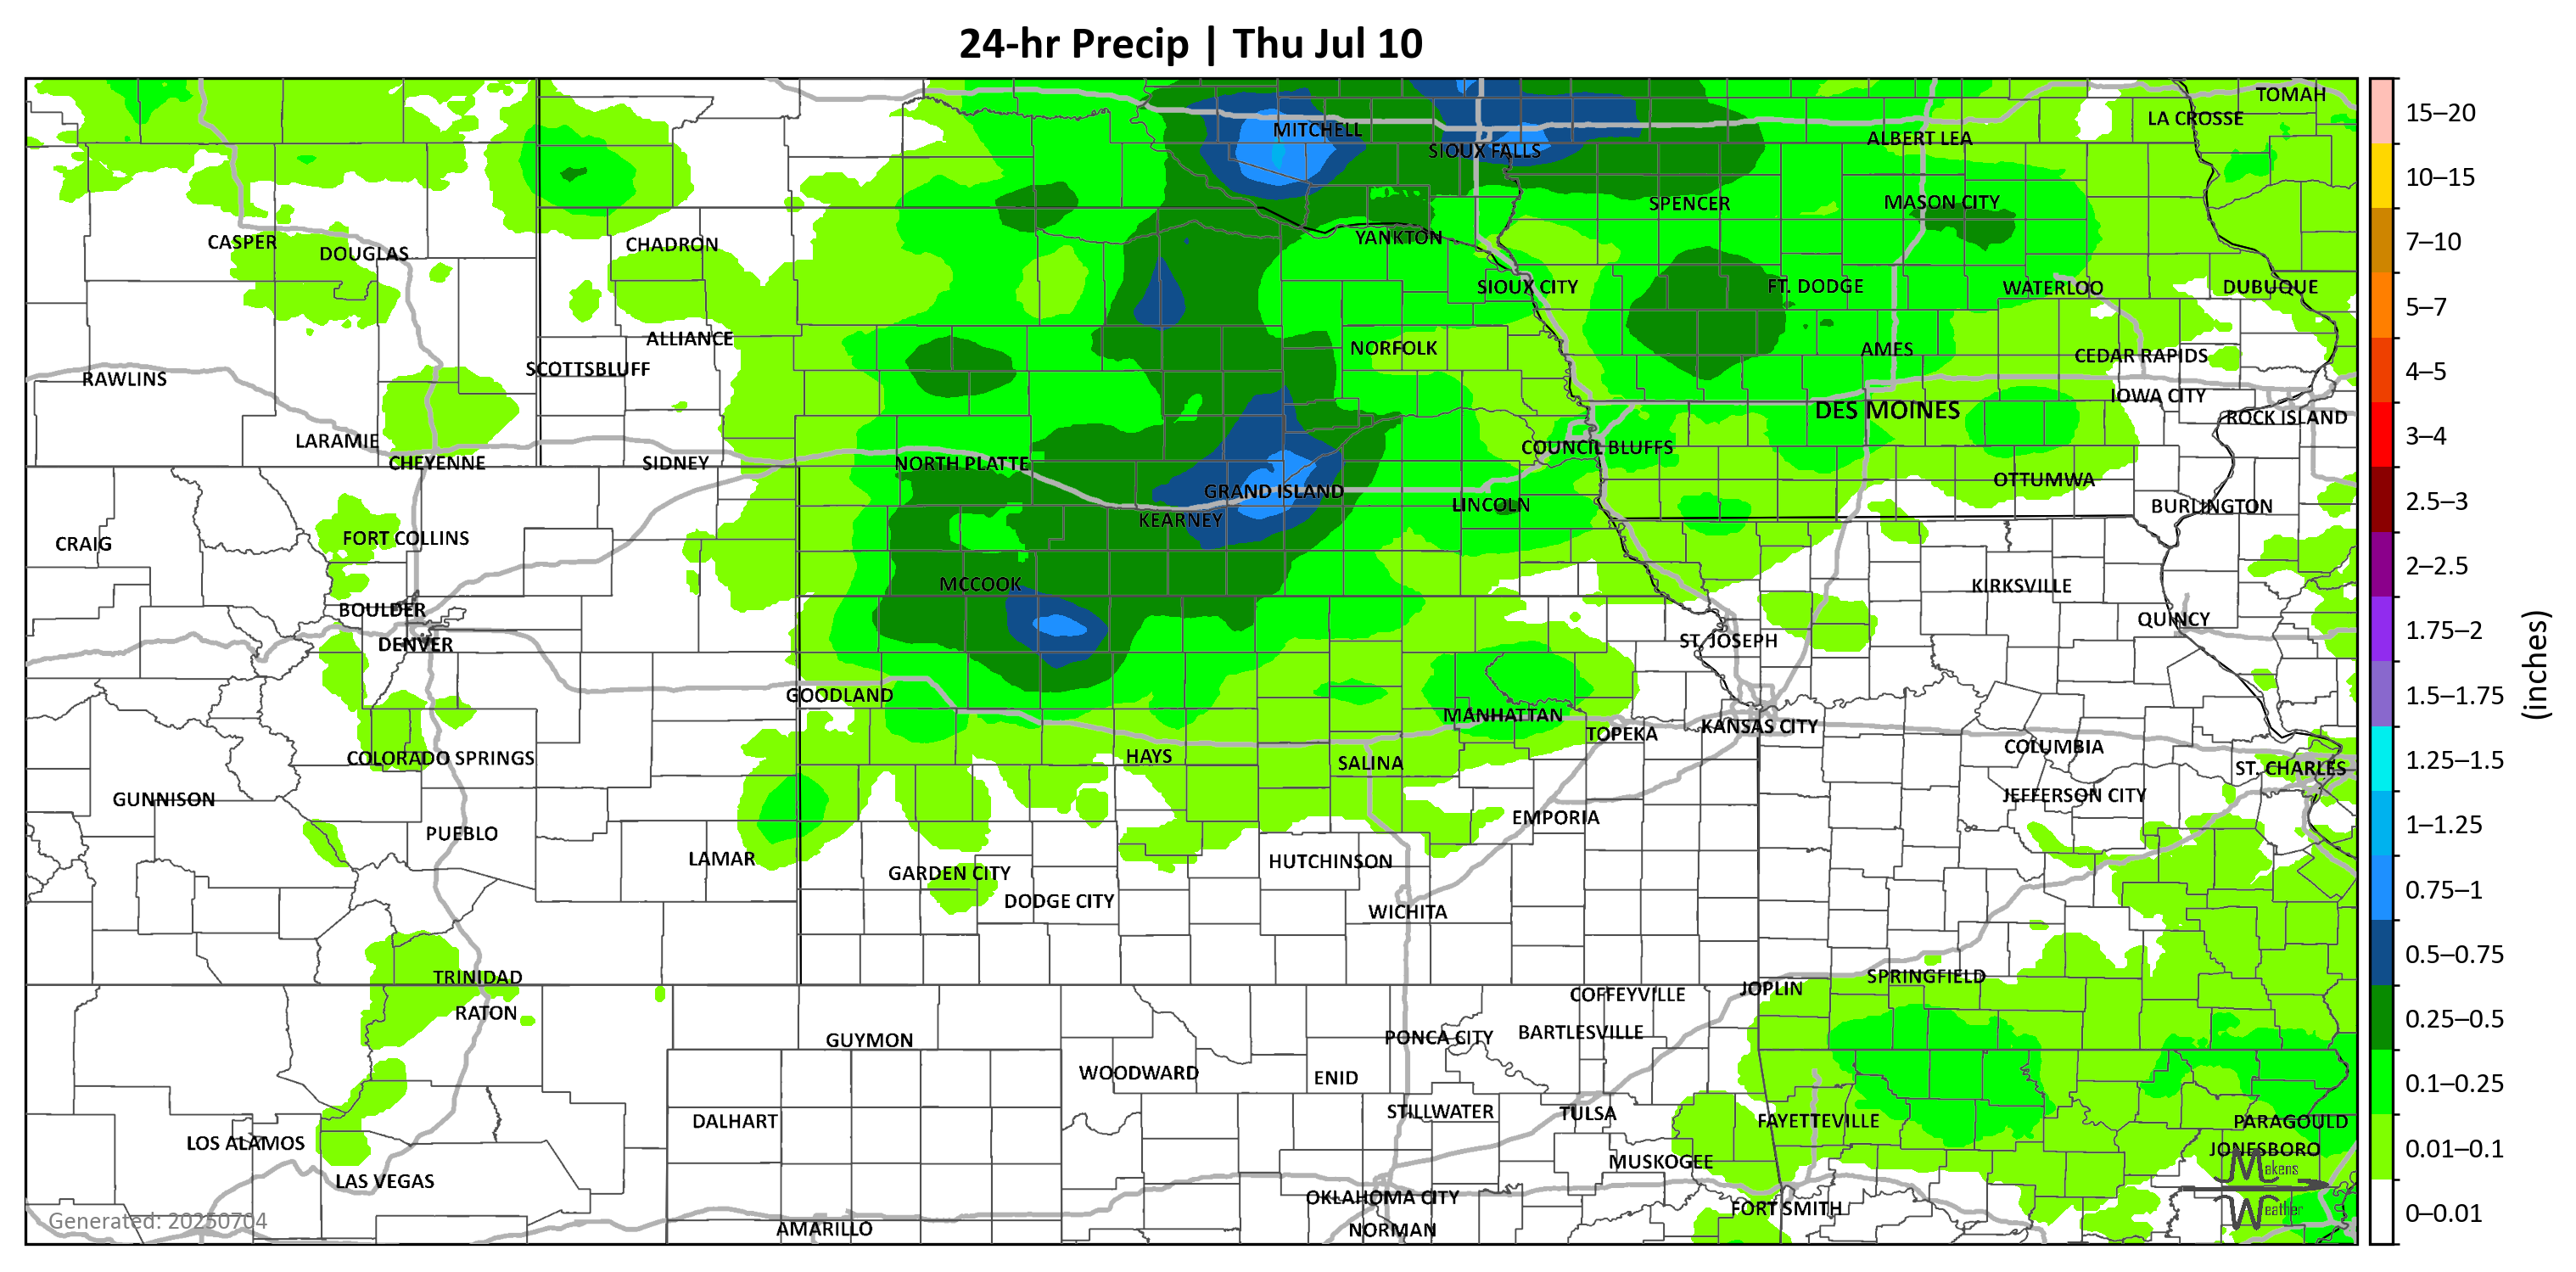 24-hr Precip | Thu Jul 10
TOMAH
LA CROSSE
MITCHELL
ALBERT LEA
SIOUX FALLS
SPENCER
MASON CITY
YANKTON
CASPER
DOUGLAS
CHADRON
SIOUX CITY
FT. DODGE
WATERLOO
DUBUQUE
ALLIANCE
NORFOLK
AMES
CEDAR RAPIDS
SCOTTSBLUFF
RAWLINS
IOWA CITY
DES MOINES
ROCK ISLAND
LARAMIE
COUNCIL BLUFFS
CHEYENNE
SIDNEY
NORTH PLATTE
OTTUMWA
GRAND ISLAND
LINCOLN
BURLINGTON
KEARNEY
FORT COLLINS
CRAIG
MCCOOK
KIRKSVILLE
BOULDER
QUINCY
DENVER
ST. JOSEPH
GOODLAND
MANHATTAN
KANSAS CITY
TOPEKA
COLUMBIA
COLORADO SPRINGS
HAYS
SALINA
ST. CHARLES
GUNNISON
JEFFERSON CITY
EMPORIA
PUEBLO
LAMAR
HUTCHINSON
GARDEN CITY
DODGE CITY
WICHITA
TRINIDAD
SPRINGFIELD
JOPLIN
COFFEYVILLE
RATON
BARTLESVILLE
GUYMON
PONCA CITY
WOODWARD
ENID
STILLWATER
TULSA
DALHART
FAYETTEVILLE
PARAGOULD
LOS ALAMOS
JONESBORO
MUSKOGEE
Makens
LAS VEGAS
OKLAHOMA CITY
FORT SMITH
Weather
Generated: 20250704
AMARILLO
NORMAN
15–20
10–15
7–10
5–7
4–5
3–4
2.5–3
2–2.5
1.75–2
1.5–1.75
1.25–1.5
1–1.25
0.75–1
0.5–0.75
0.25–0.5
0.1–0.25
0.01–0.1
0–0.01
(inches)